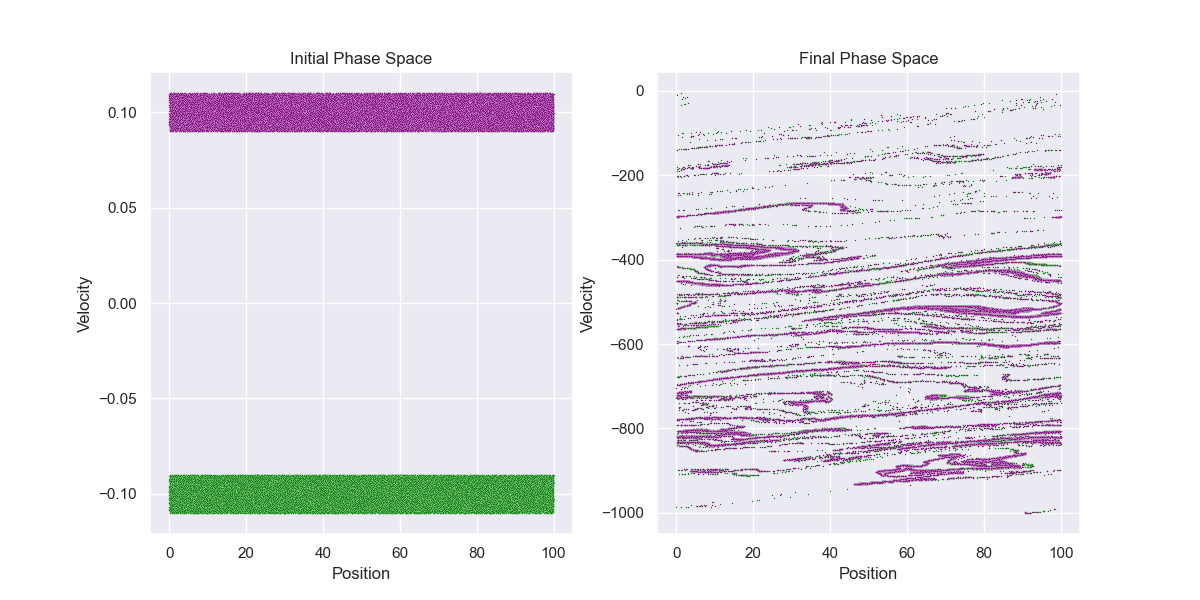 Initial Phase Space
Velocity
0.10
0.05
0.00
−0.05
−0.10
0 20 40 60 80 100
Position
Final Phase Space
Velocity
0
−200
−400
−600
−800
−1000
0 20 40 60 80 100
Position